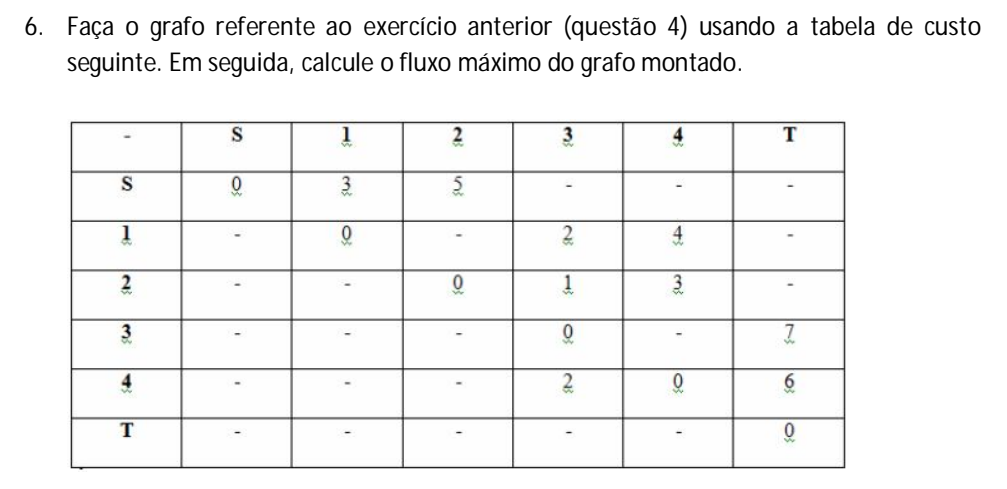 6. Faça o grafo referente ao exercício anterior (questão 4) usando a tabela de custo
seguinte. Em seguida, calcule o fluxo máximo do grafo montado.
- S 1 2 3 4 T
S 0 3 5 - - -
1 - 0 - 2 4 -
2 - - 0 1 3 -
3 - - - 0 - 7
4 - - - 2 0 6
T - - - - - 0